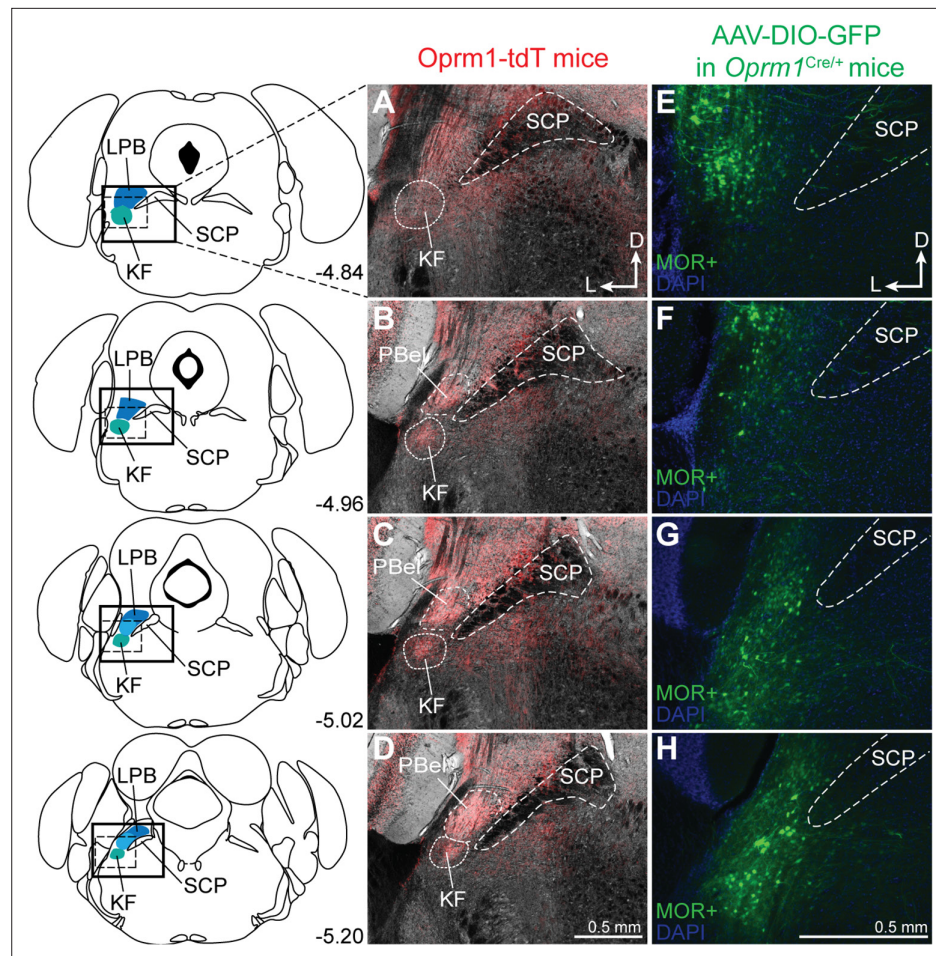 Oprm1-tdT mice
AAV-DIO-GFP
in Oprm1Cre/+ mice
LPB
KF
SCP
-4.84
A
SCP
KF
D
L
E
SCP
MOR+
DAPI
D
L
LPB
KF
SCP
-4.96
B
PBel
SCP
KF
F
SCP
MOR+
DAPI
LPB
KF
SCP
-5.02
C
PBel
SCP
KF
G
SCP
MOR+
DAPI
LPB
KF
SCP
-5.20
D
PBel
SCP
KF
0.5 mm
H
SCP
MOR+
DAPI
0.5 mm